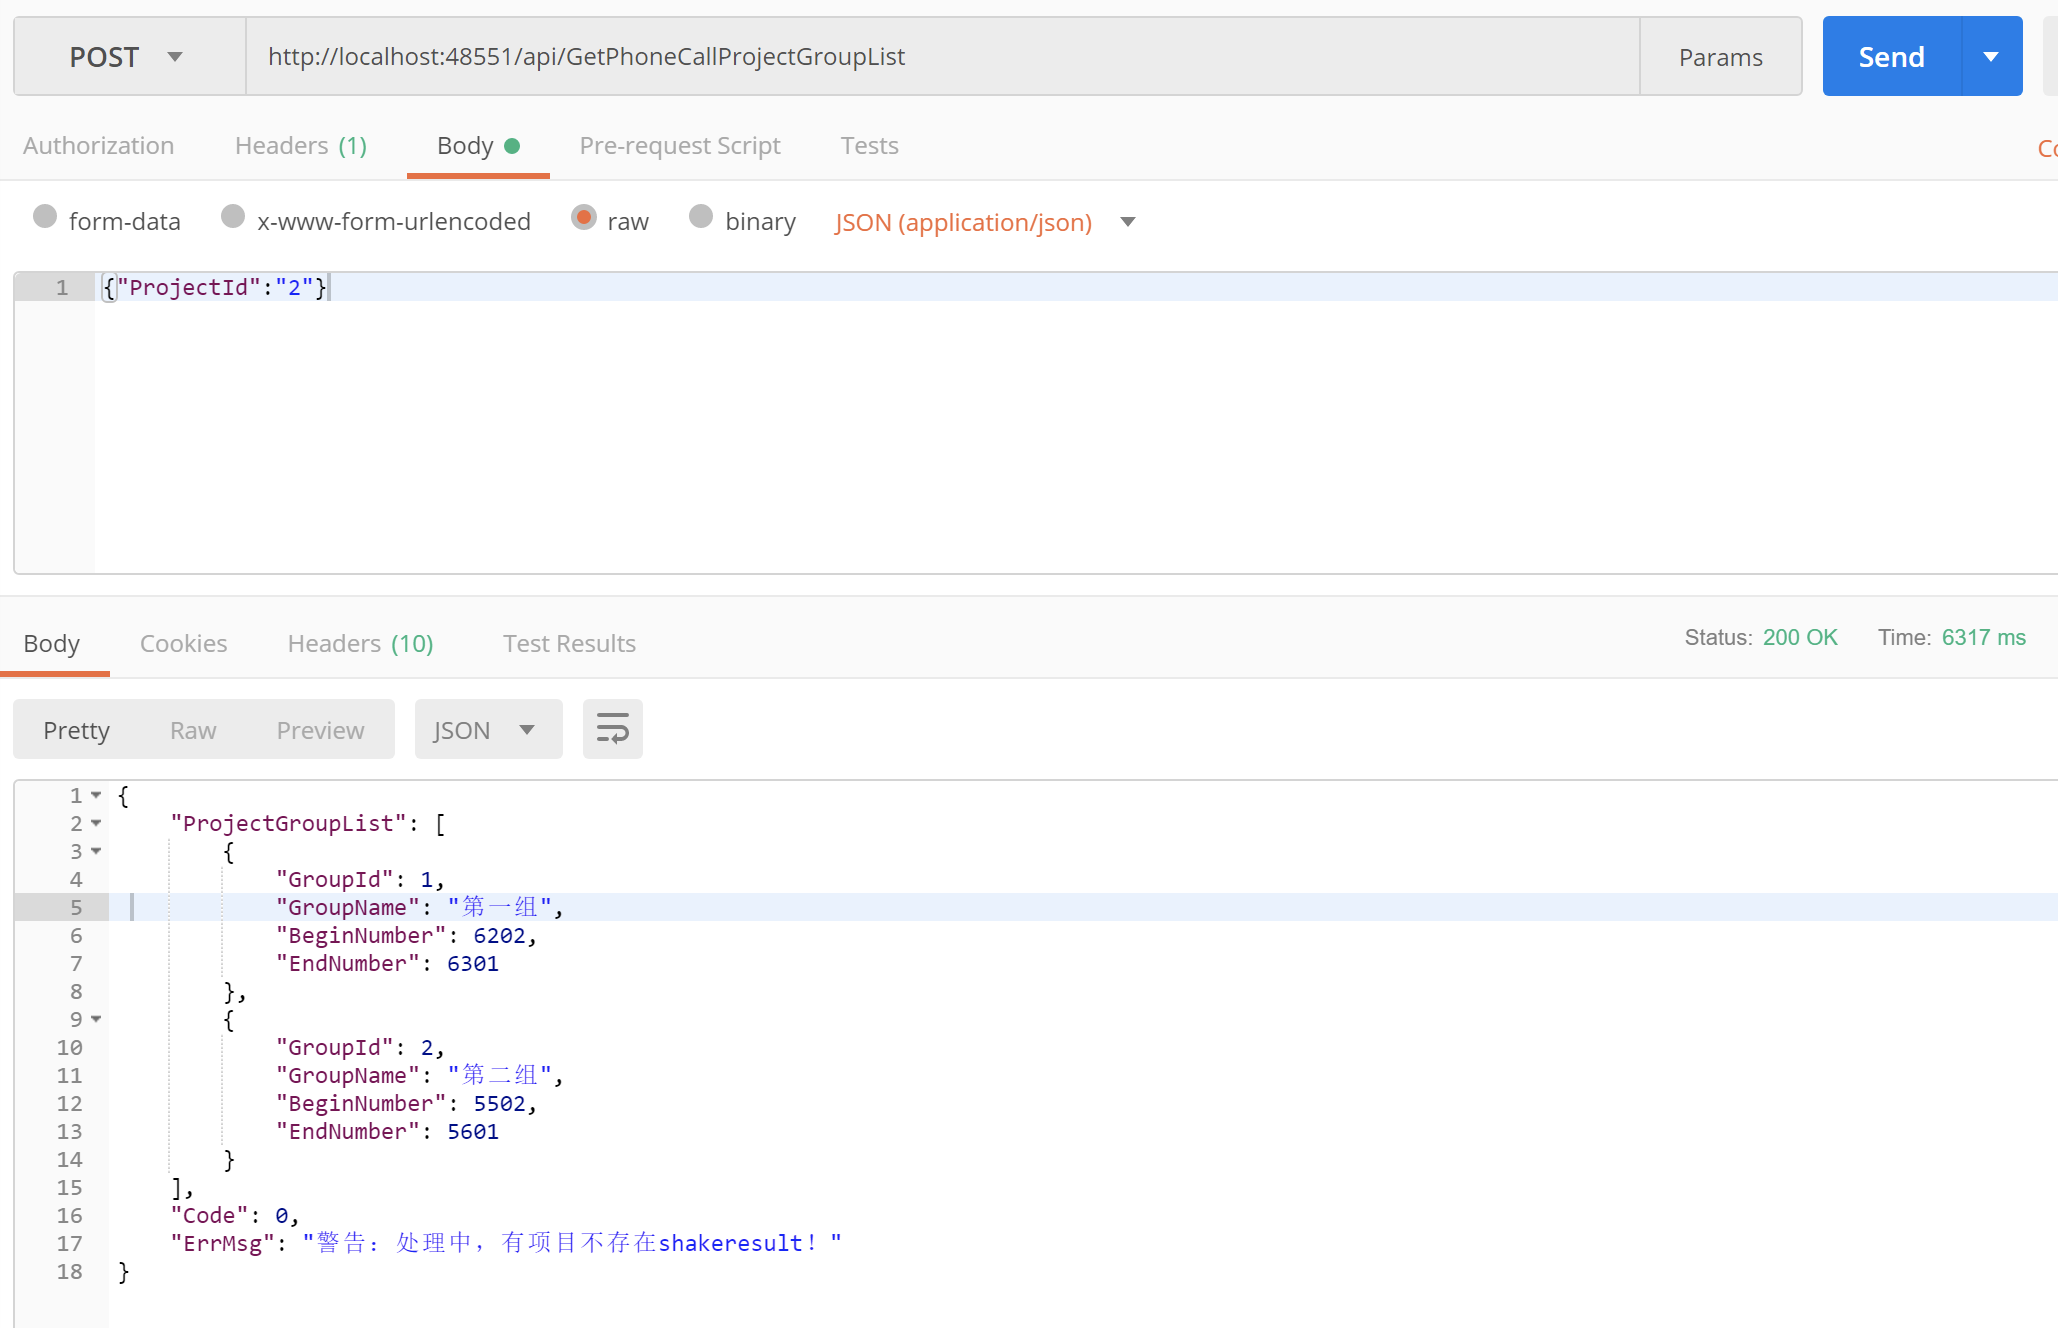 POST http://localhost:48551/api/GetPhoneCallProjectGroupList Params Send
Authorization Headers (1) Body Pre-request Script Tests Co
form-data x-www-form-urlencoded raw binary JSON (application/json)
1 {"ProjectId":"2"}
Body Cookies Headers (10) Test Results Status: 200 OK Time: 6317 ms
Pretty Raw Preview JSON
1 {
2 "ProjectGroupList": [
3 {
4 "GroupId": 1,
5 "GroupName": "第一组",
6 "BeginNumber": 6202,
7 "EndNumber": 6301
8 },
9 {
10 "GroupId": 2,
11 "GroupName": "第二组",
12 "BeginNumber": 5502,
13 "EndNumber": 5601
14 }
15 ],
16 "Code": 0,
17 "ErrMsg": "警告：处理中，有项目不存在shakeresult！"
18 }